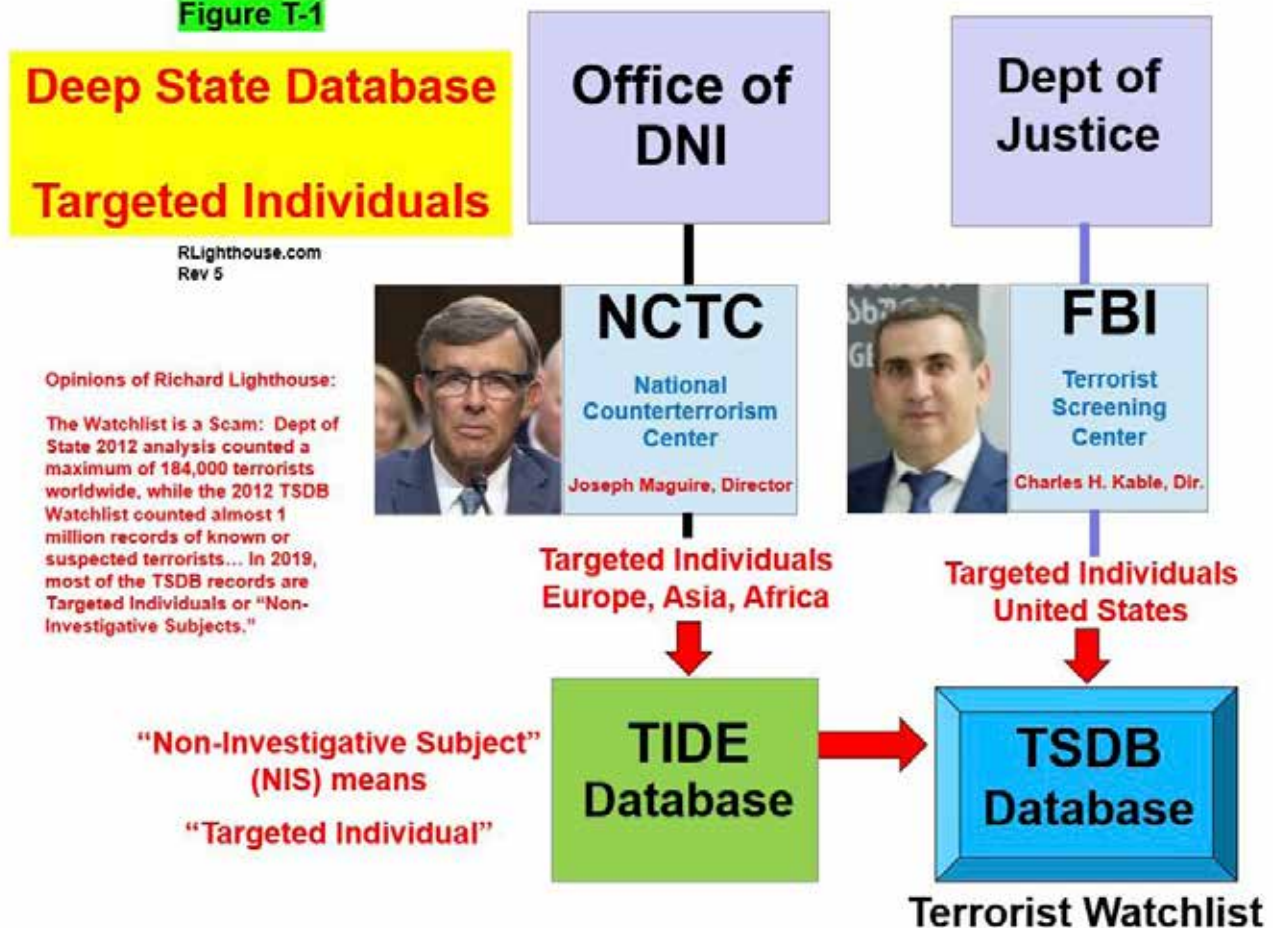 Figure T-1
Deep State Database
Targeted Individuals
RLighthouse.com
Rev 5
Office of
DNI
Dept of
Justice
NCTC
National
Counterterrorism
Center
Joseph Maguire, Director
FBI
Terrorist
Screening
Center
Charles H. Kable, Dir.
Opinions of Richard Lighthouse:
The Watchlist is a Scam: Dept of
State 2012 analysis counted a
maximum of 184,000 terrorists
worldwide, while the 2012 TSDB
Watchlist counted almost 1
million records of known or
suspected terrorists... In 2019,
most of the TSDB records are
Targeted Individuals or “Non-
Investigative Subjects.”
Targeted Individuals
Europe, Asia, Africa
Targeted Individuals
United States
“Non-Investigative Subject”
(NIS) means
“Targeted Individual”
TIDE
Database
TSDB
Database
Terrorist Watchlist